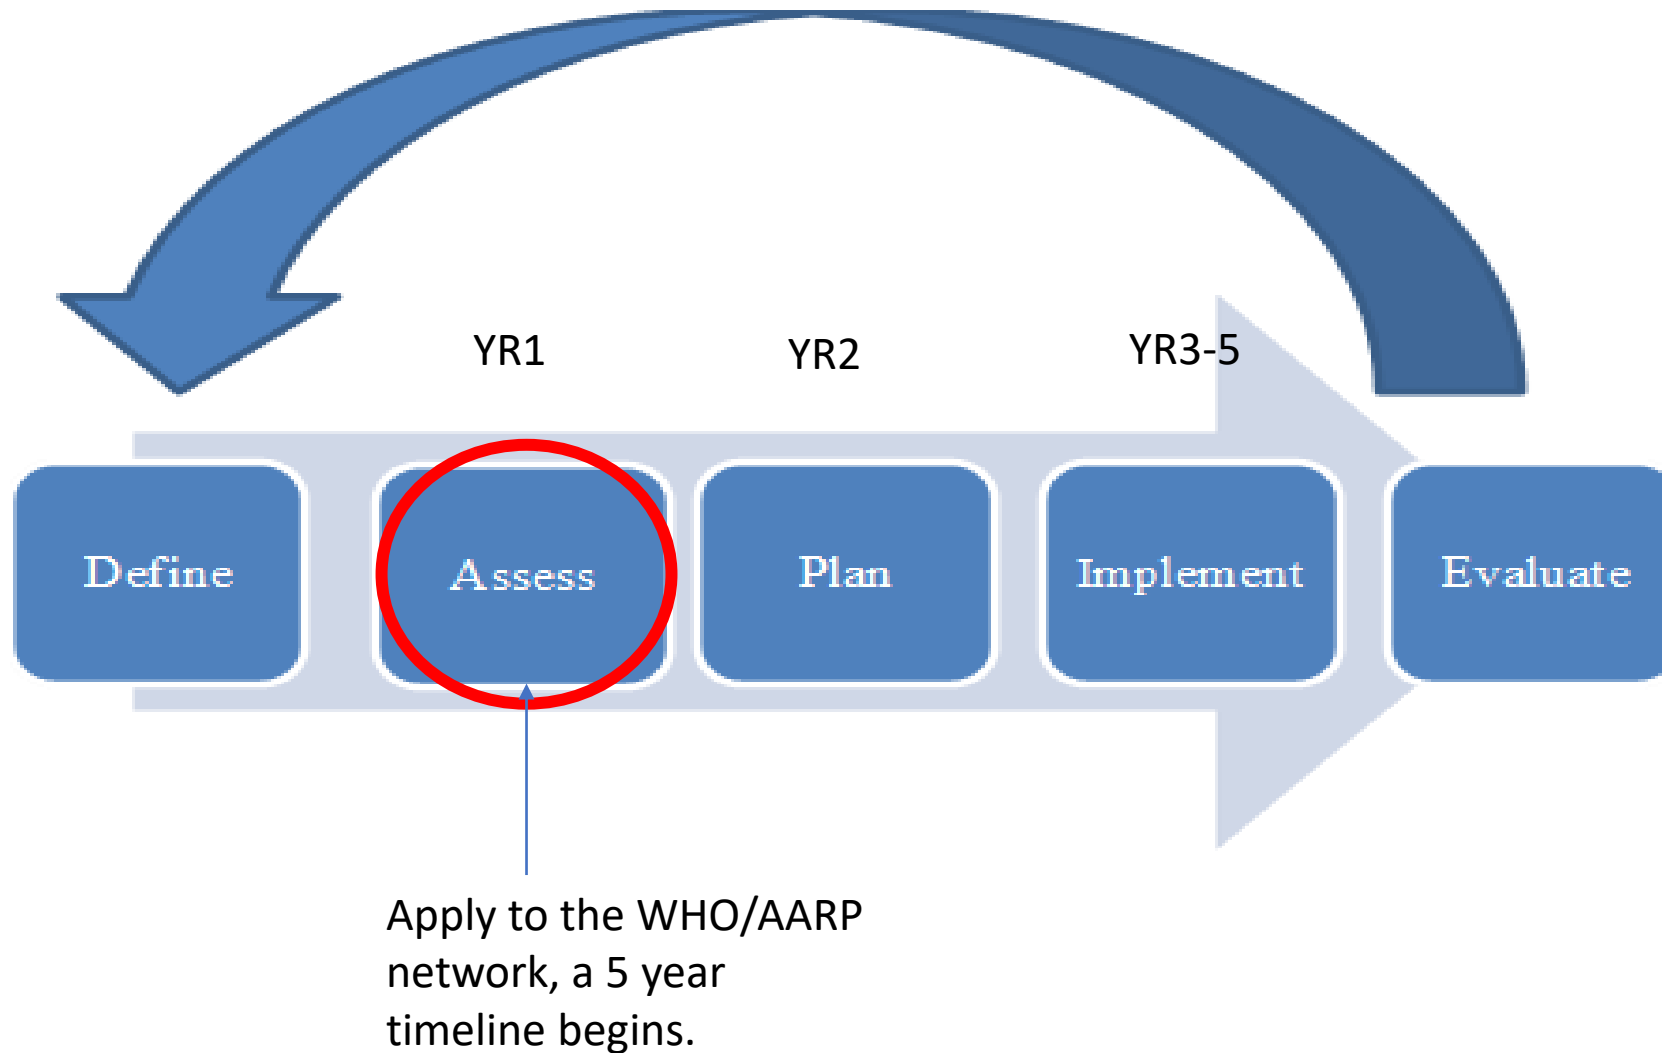 YR1
YR2
YR3-5
Define
Assess
Plan
Implement
Evaluate
Apply to the WHO/AARP
network, a 5 year
timeline begins.